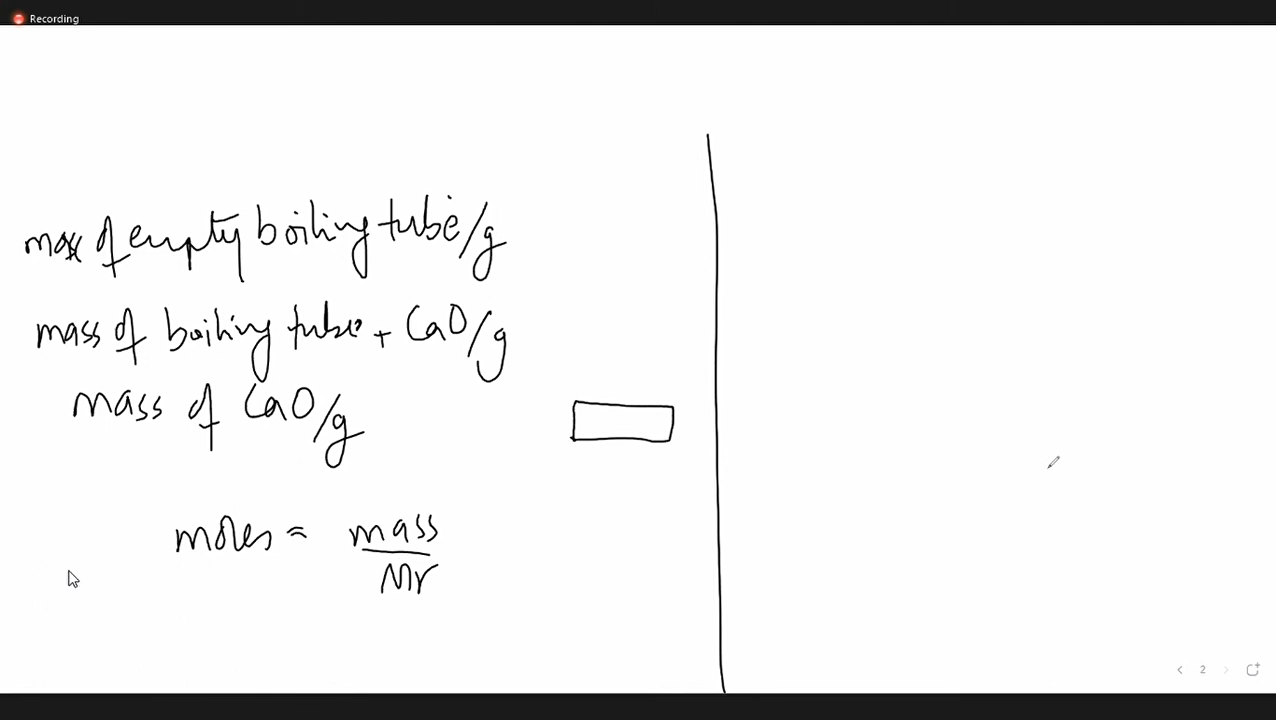 Recording
mass of empty boiling tube/g
mass of boiling tube + CaO/g
mass of CaO/g
moles = mass
Mr
2